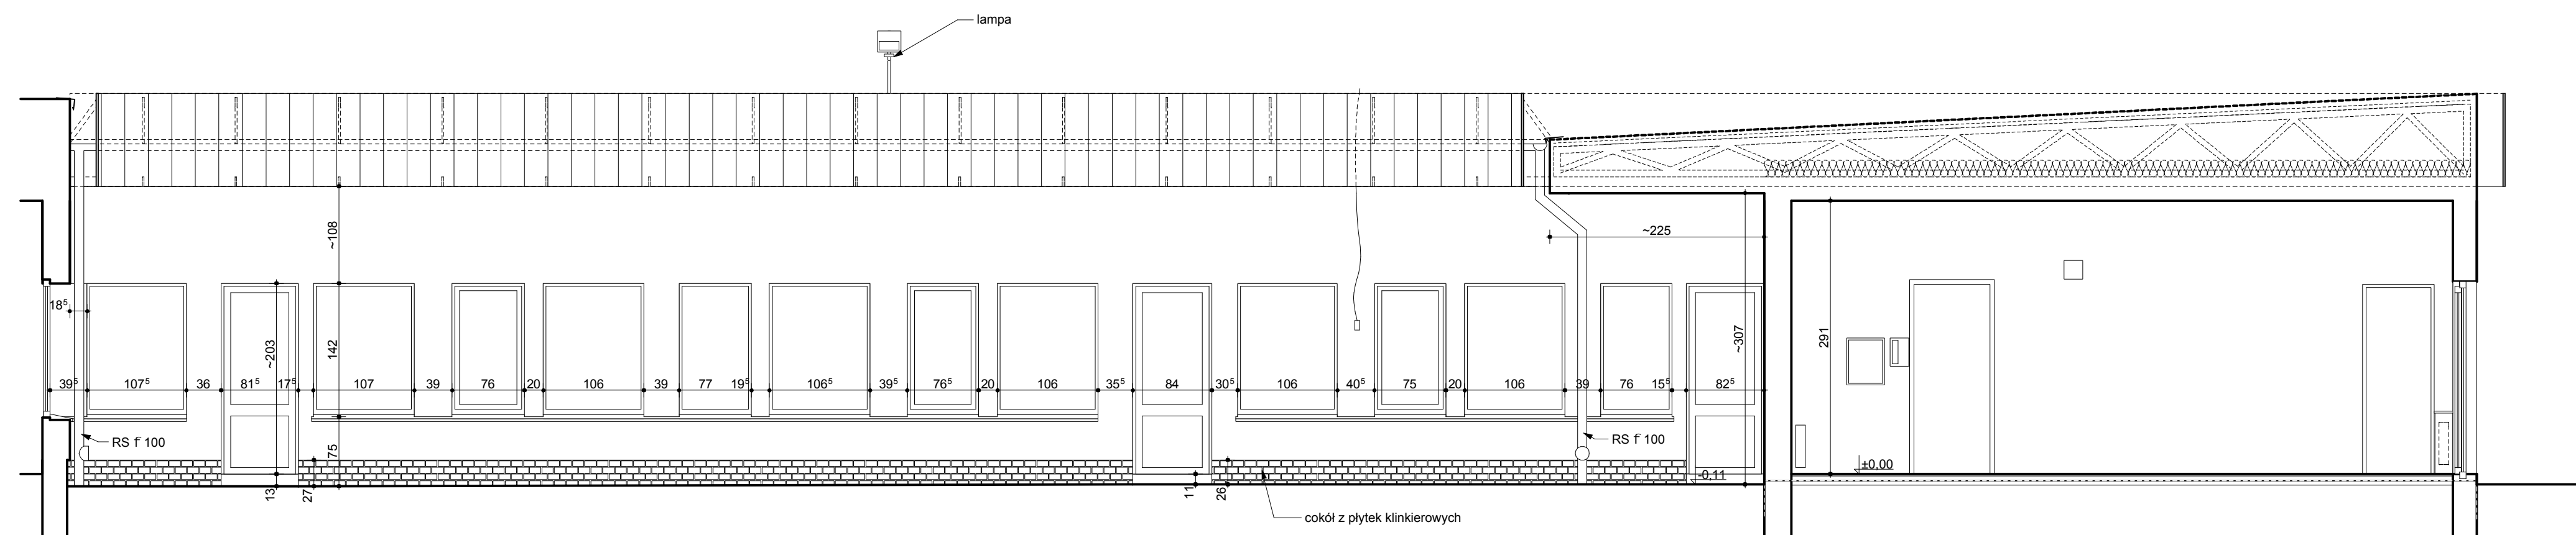 lampa
~108
~225
18⁵
~203
142
~307
291
39⁵ 107⁵ 36 81⁵ 17⁵ 107 39 76 20 106 39 77 19⁵ 106⁵ 39⁵ 76⁵ 20 106 35⁵ 84 30⁵ 106 40⁵ 75 20 106 39 76 15⁵ 82⁵
RS f 100
75
RS f 100
±0,00
-0,11
13
27
11
26
cokół z płytek klinkierowych